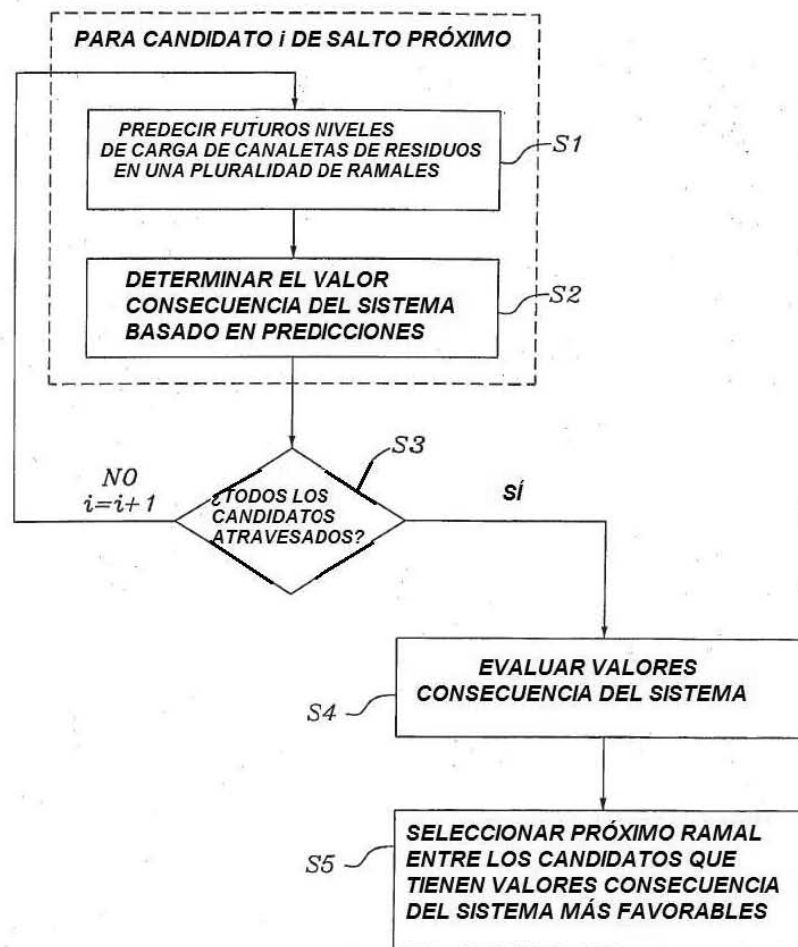 PARA CANDIDATO i DE SALTO PRÓXIMO
PREDECIR FUTUROS NIVELES
DE CARGA DE CANALETAS DE RESIDUOS
EN UNA PLURALIDAD DE RAMALES
S1
DETERMINAR EL VALOR
CONSECUENCIA DEL SISTEMA
BASADO EN PREDICCIONES
S2
S3
NO
i=i+1
¿TODOS LOS
CANDIDATOS
ATRAVESADOS?
SÍ
EVALUAR VALORES
CONSECUENCIA DEL SISTEMA
S4
SELECCIONAR PRÓXIMO RAMAL
ENTRE LOS CANDIDATOS QUE
TIENEN VALORES CONSECUENCIA
DEL SISTEMA MÁS FAVORABLES
S5